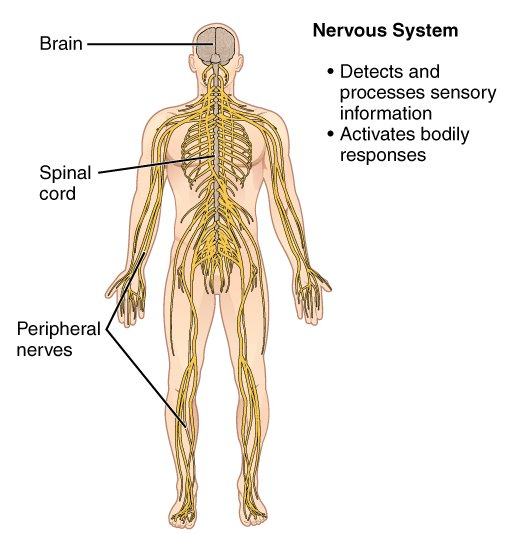 Brain
Nervous System
• Detects and
processes sensory
information
• Activates bodily
responses
Spinal
cord
Peripheral
nerves